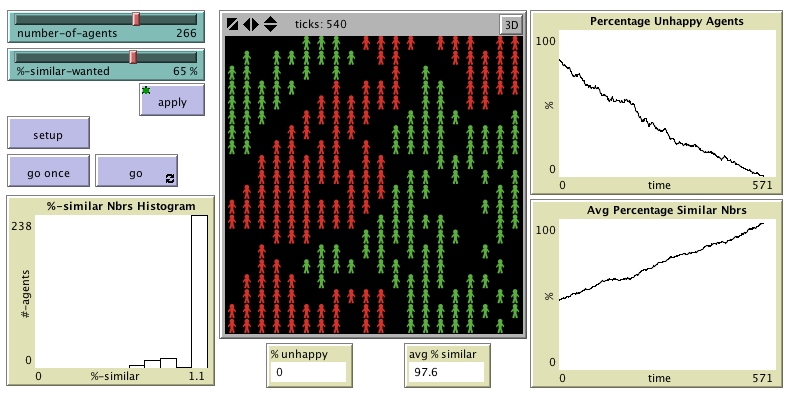 number-of-agents 266
%-similar-wanted 65 %
apply
setup
go once
go
%-similar Nbrs Histogram
238
#-agents
0
0 %-similar 1.1
ticks: 540
3D
% unhappy
0
avg % similar
97.6
Percentage Unhappy Agents
100
%
0
0 time 571
Avg Percentage Similar Nbrs
100
%
0
0 time 571